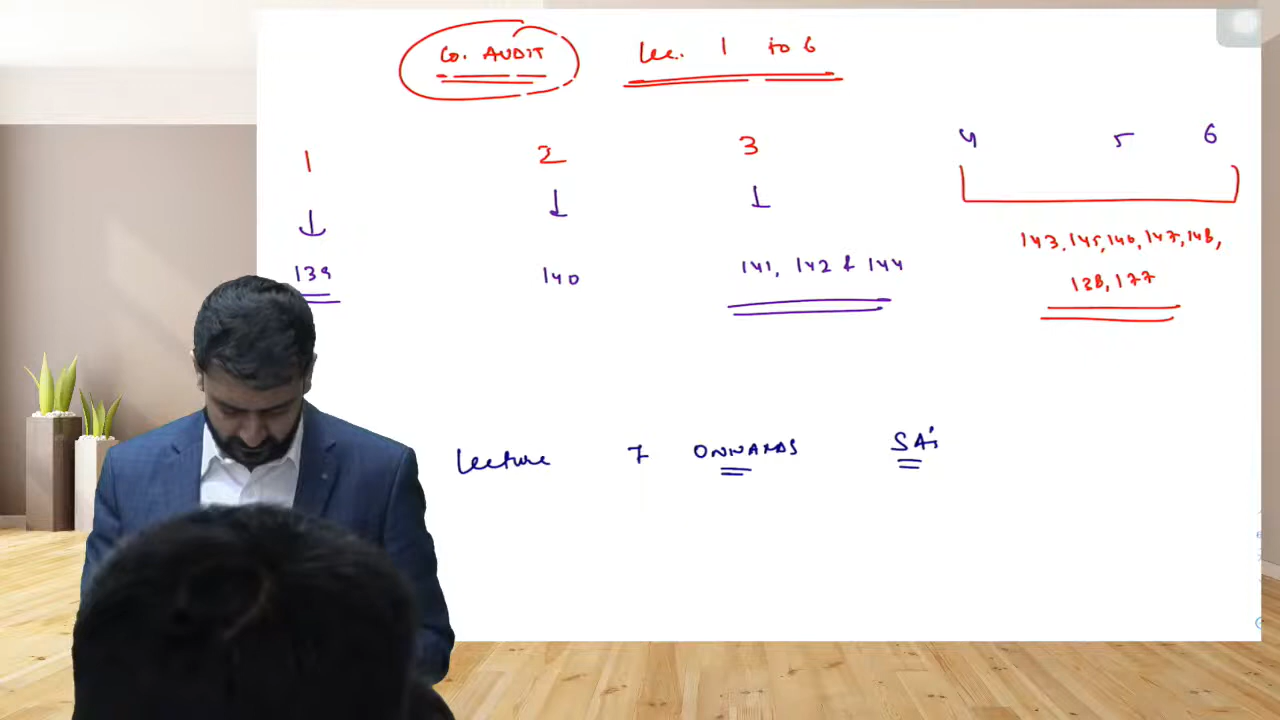 Co. AUDIT Lec. 1 to 6
1 2 3 4 5 6
139 140 141, 142 & 144 143, 145, 146, 147, 148,
138, 177
Lecture 7 ONWARDS SA's